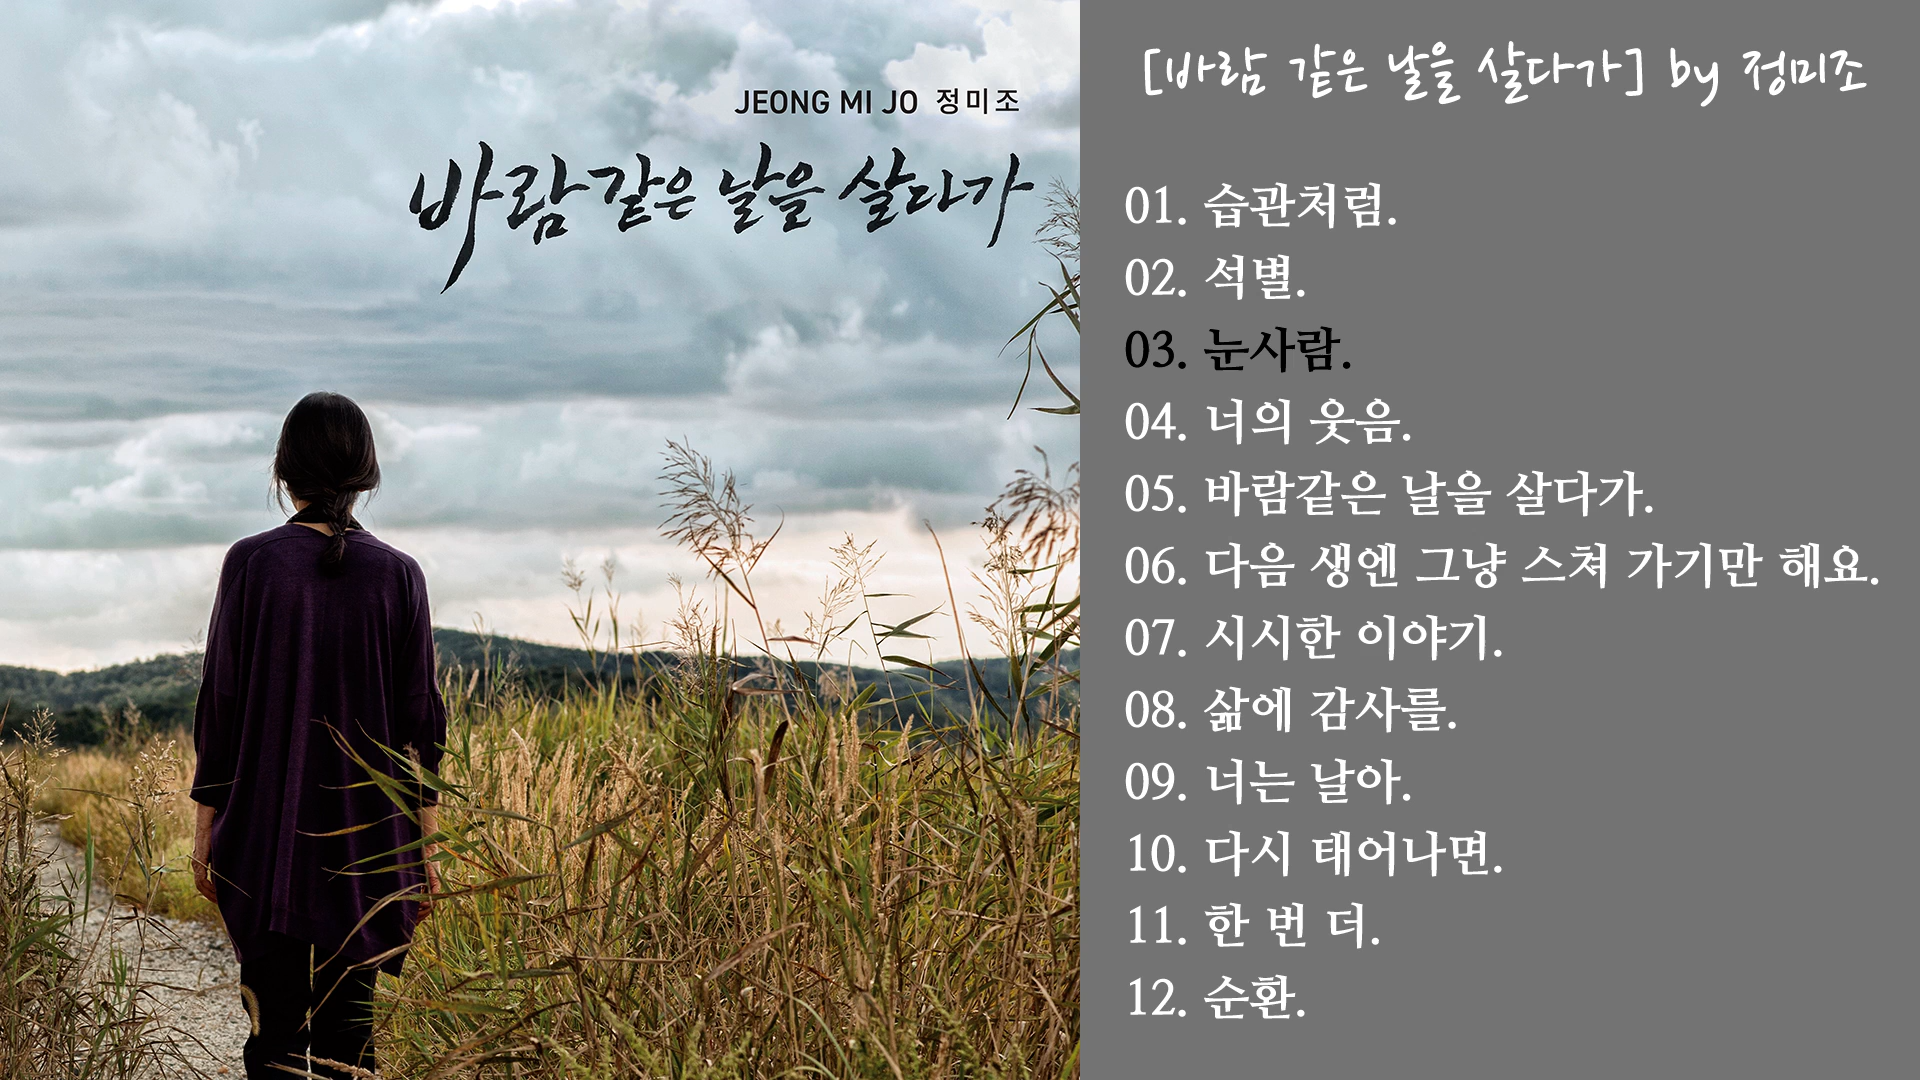 JEONG MI JO 정미조
바람 같은 날을 살다가
[바람 같은 날을 살다가] by 정미조
01. 습관처럼.
02. 석별.
03. 눈사람.
04. 너의 웃음.
05. 바람같은 날을 살다가.
06. 다음 생엔 그냥 스쳐 가기만 해요.
07. 시시한 이야기.
08. 삶에 감사를.
09. 너는 날아.
10. 다시 태어나면.
11. 한 번 더.
12. 순환.